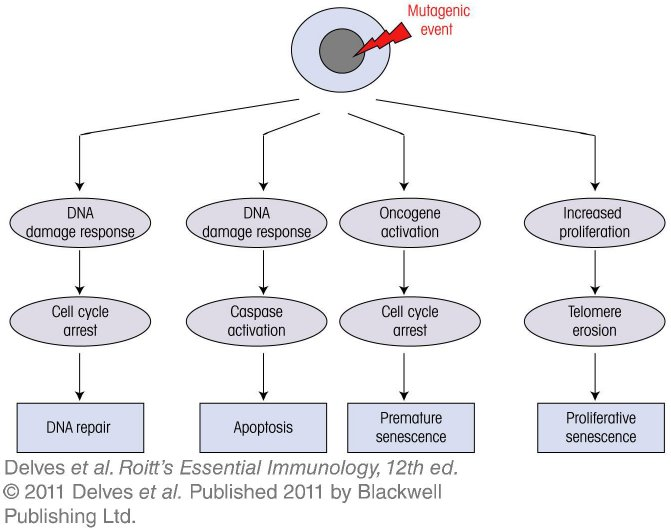 Mutagenic
event
DNA
damage response
DNA
damage response
Oncogene
activation
Increased
proliferation
Cell cycle
arrest
Caspase
activation
Cell cycle
arrest
Telomere
erosion
DNA repair
Apoptosis
Premature
senescence
Proliferative
senescence
Delves et al. Roitt's Essential Immunology, 12th ed.
© 2011 Delves et al. Published 2011 by Blackwell
Publishing Ltd.